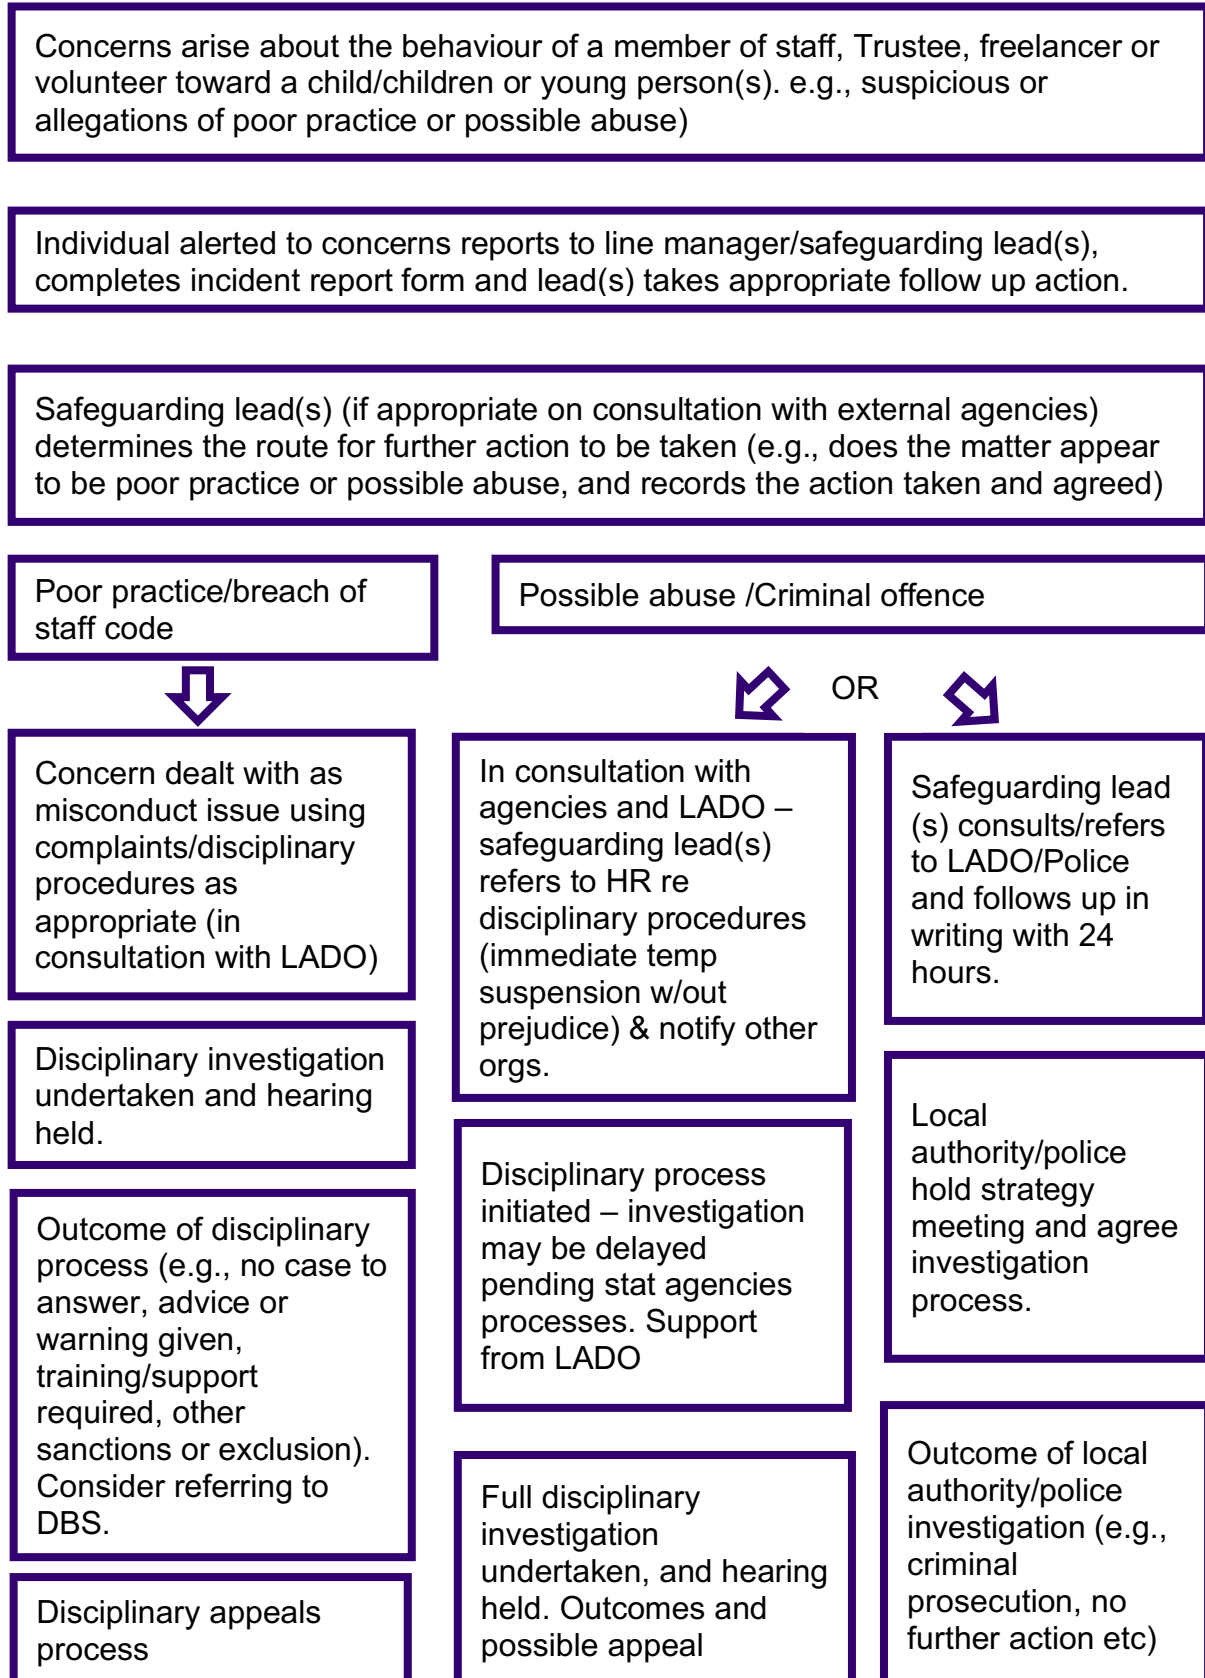 Concerns arise about the behaviour of a member of staff, Trustee, freelancer or
volunteer toward a child/children or young person(s). e.g., suspicious or
allegations of poor practice or possible abuse)
Individual alerted to concerns reports to line manager/safeguarding lead(s),
completes incident report form and lead(s) takes appropriate follow up action.
Safeguarding lead(s) (if appropriate on consultation with external agencies)
determines the route for further action to be taken (e.g., does the matter appear
to be poor practice or possible abuse, and records the action taken and agreed)
Poor practice/breach of
staff code
Possible abuse /Criminal offence
OR
Concern dealt with as
misconduct issue using
complaints/disciplinary
procedures as
appropriate (in
consultation with LADO)
Disciplinary investigation
undertaken and hearing
held.
Outcome of disciplinary
process (e.g., no case to
answer, advice or
warning given,
training/support
required, other
sanctions or exclusion).
Consider referring to
DBS.
Disciplinary appeals
process
In consultation with
agencies and LADO –
safeguarding lead(s)
refers to HR re
disciplinary procedures
(immediate temp
suspension w/out
prejudice) & notify other
orgs.
Disciplinary process
initiated – investigation
may be delayed
pending stat agencies
processes. Support
from LADO
Full disciplinary
investigation
undertaken, and hearing
held. Outcomes and
possible appeal
Safeguarding lead
(s) consults/refers
to LADO/Police
and follows up in
writing with 24
hours.
Local
authority/police
hold strategy
meeting and agree
investigation
process.
Outcome of local
authority/police
investigation (e.g.,
criminal
prosecution, no
further action etc)